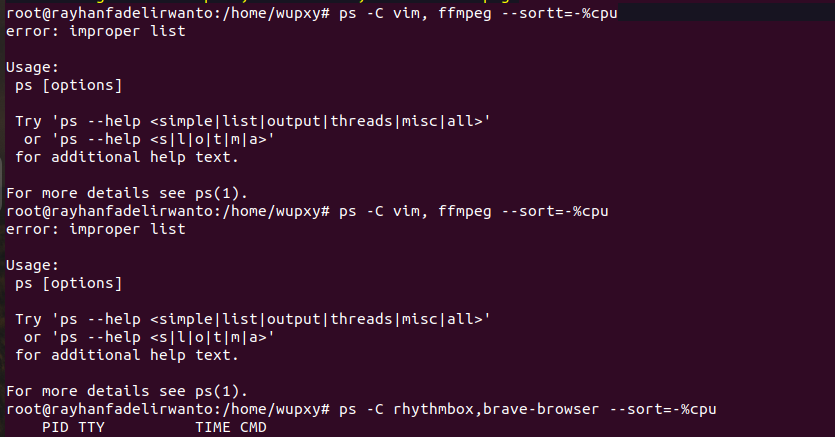 root@rayhanfadelirwanto:/home/wupxy# ps -C vim, ffmpeg --sortt=-%cpu
error: improper list

Usage:
 ps [options]

 Try 'ps --help <simple|list|output|threads|misc|all>'
  or 'ps --help <s|l|o|t|m|a>'
 for additional help text.

For more details see ps(1).
root@rayhanfadelirwanto:/home/wupxy# ps -C vim, ffmpeg --sort=-%cpu
error: improper list

Usage:
 ps [options]

 Try 'ps --help <simple|list|output|threads|misc|all>'
  or 'ps --help <s|l|o|t|m|a>'
 for additional help text.

For more details see ps(1).
root@rayhanfadelirwanto:/home/wupxy# ps -C rhythmbox,brave-browser --sort=-%cpu
    PID TTY          TIME CMD